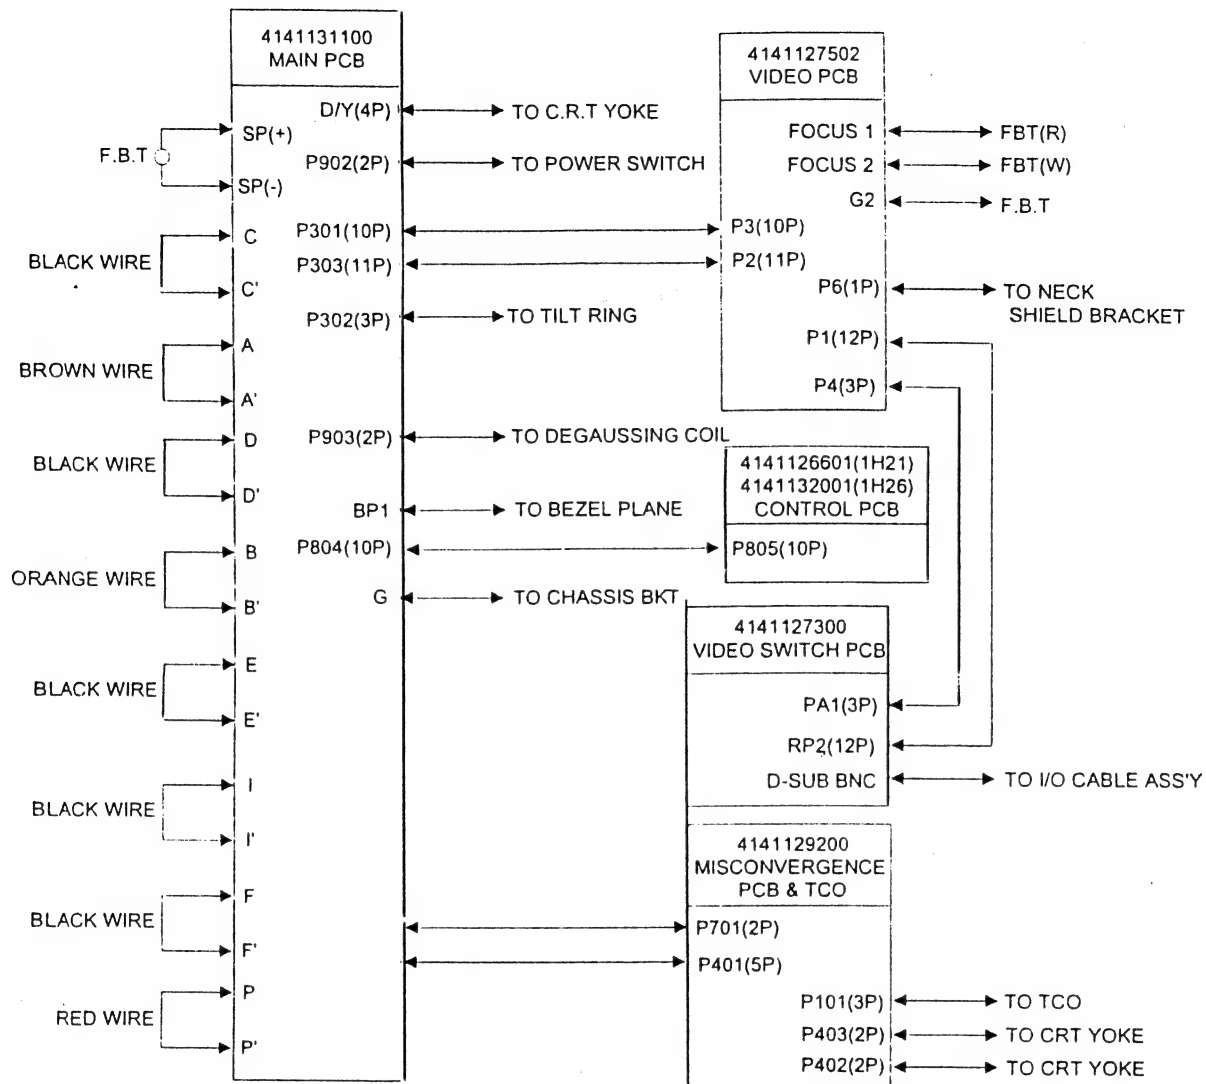 4141131100
MAIN PCB
F.B.T
SP(+)
SP(-)
BLACK WIRE
C
C'
BROWN WIRE
A
A'
BLACK WIRE
D
D'
ORANGE WIRE
B
B'
BLACK WIRE
E
E'
BLACK WIRE
I
I'
BLACK WIRE
F
F'
RED WIRE
P
P'
D/Y(4P) TO C.R.T YOKE
P902(2P) TO POWER SWITCH
P301(10P)
P303(11P)
P302(3P) TO TILT RING
P903(2P) TO DEGAUSSING COIL
BP1 TO BEZEL PLANE
P804(10P)
G TO CHASSIS BKT
4141127502
VIDEO PCB
FOCUS 1 FBT(R)
FOCUS 2 FBT(W)
G2 F.B.T
P3(10P)
P2(11P)
P6(1P) TO NECK
SHIELD BRACKET
P1(12P)
P4(3P)
4141126601(1H21)
4141132001(1H26)
CONTROL PCB
P805(10P)
4141127300
VIDEO SWITCH PCB
PA1(3P)
RP2(12P)
D-SUB BNC TO I/O CABLE ASS'Y
4141129200
MISCONVERGENCE
PCB & TCO
P701(2P)
P401(5P)
P101(3P) TO TCO
P403(2P) TO CRT YOKE
P402(2P) TO CRT YOKE